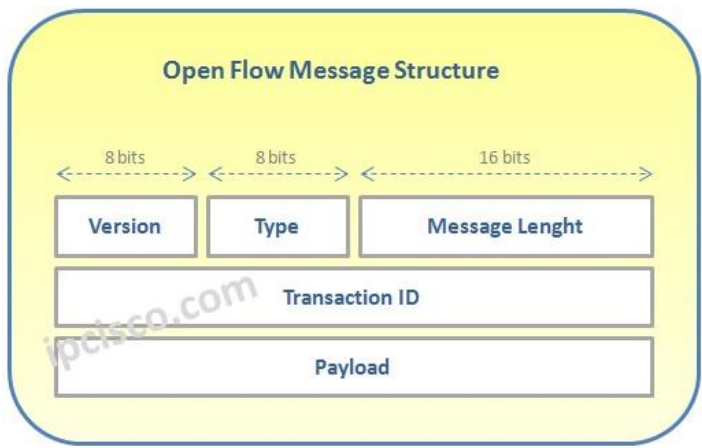 Open Flow Message Structure
8 bits 8 bits 16 bits
Version Type Message Lenght
Transaction ID
ipcisco.com
Payload